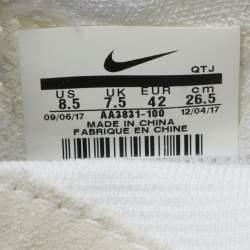 QTJ
US UK EUR cm
8.5 7.5 42 26.5
09/06/17 AA3831-100 12/04/17
MADE IN CHINA
FABRIQUE EN CHINE